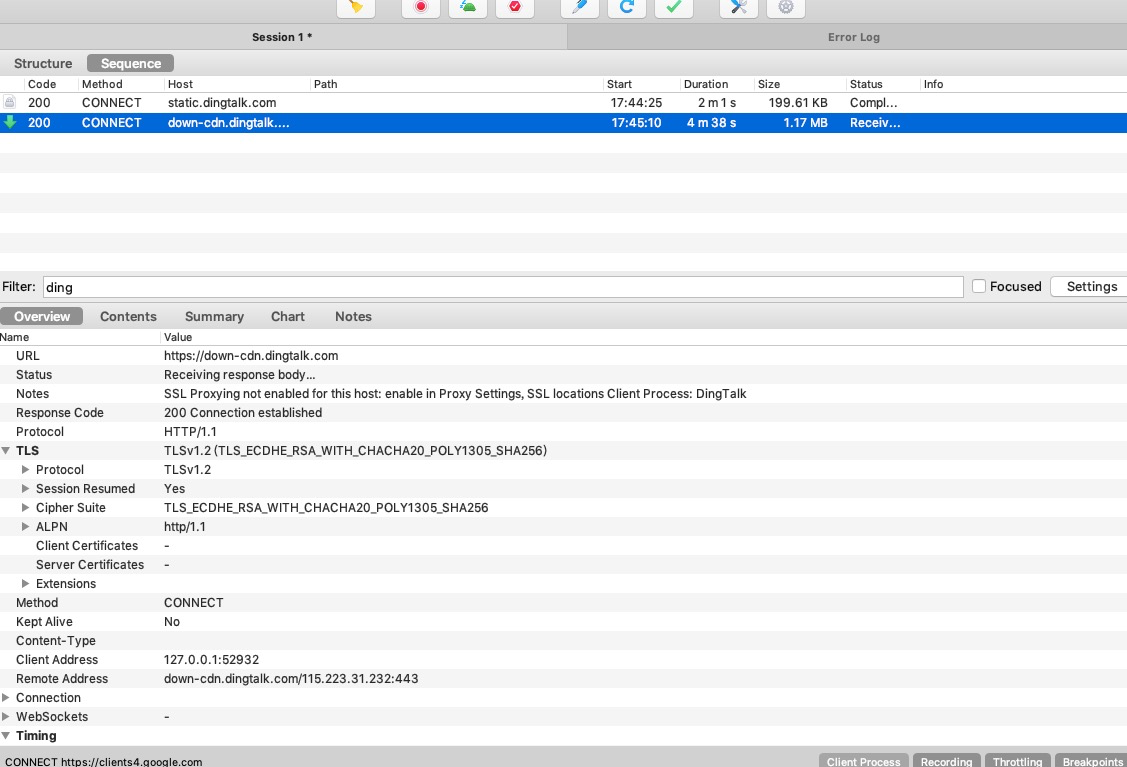 Session 1 * Error Log
Structure Sequence
Code Method Host Path Start Duration Size Status Info
200 CONNECT static.dingtalk.com 17:44:25 2 m 1 s 199.61 KB Compl...
200 CONNECT down-cdn.dingtalk.... 17:45:10 4 m 38 s 1.17 MB Receiv...
Filter: ding Focused Settings
Overview Contents Summary Chart Notes
Name Value
URL https://down-cdn.dingtalk.com
Status Receiving response body...
Notes SSL Proxying not enabled for this host: enable in Proxy Settings, SSL locations Client Process: DingTalk
Response Code 200 Connection established
Protocol HTTP/1.1
TLS TLSv1.2 (TLS_ECDHE_RSA_WITH_CHACHA20_POLY1305_SHA256)
Protocol TLSv1.2
Session Resumed Yes
Cipher Suite TLS_ECDHE_RSA_WITH_CHACHA20_POLY1305_SHA256
ALPN http/1.1
Client Certificates -
Server Certificates -
Extensions
Method CONNECT
Kept Alive No
Content-Type
Client Address 127.0.0.1:52932
Remote Address down-cdn.dingtalk.com/115.223.31.232:443
Connection
WebSockets -
Timing
CONNECT https://clients4.google.com Client Process Recording Throttling Breakpoints